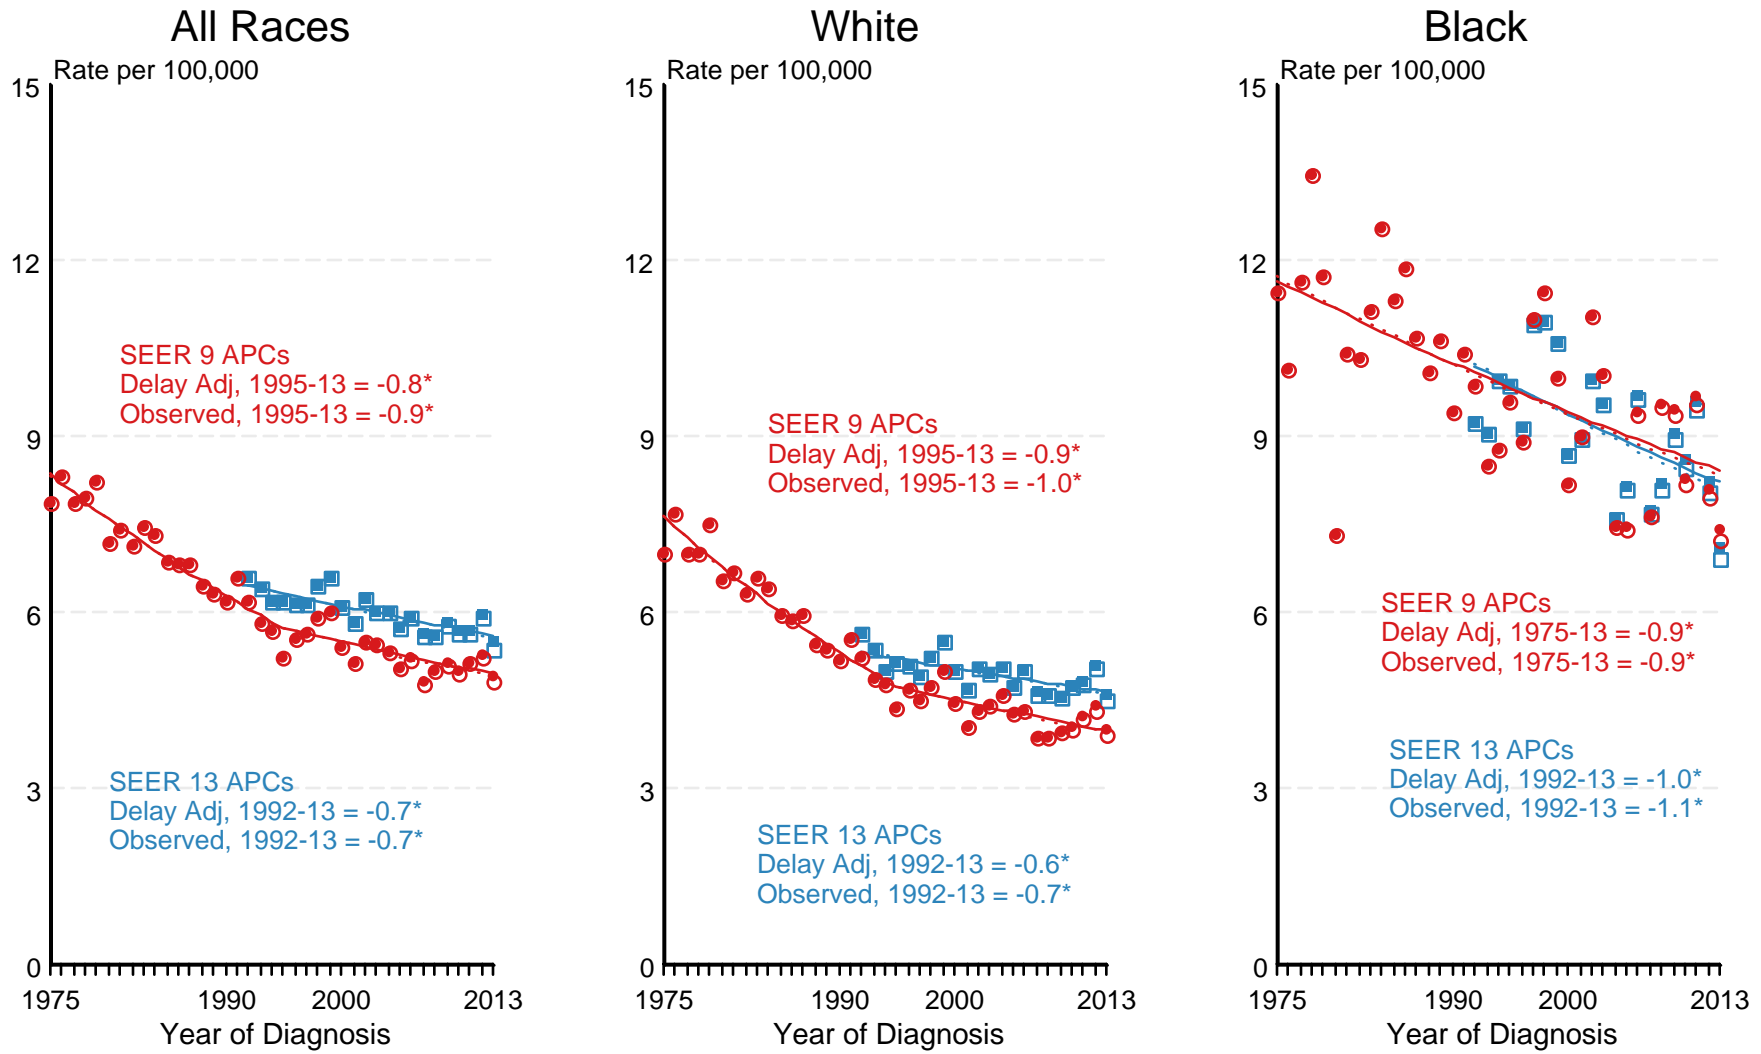 All Races
Rate per 100,000
15
12
9
6
3
0
SEER 9 APCs
Delay Adj, 1995-13 = -0.8*
Observed, 1995-13 = -0.9*
SEER 13 APCs
Delay Adj, 1992-13 = -0.7*
Observed, 1992-13 = -0.7*
1975 1990 2000 2013
Year of Diagnosis
White
Rate per 100,000
15
12
9
6
3
0
SEER 9 APCs
Delay Adj, 1995-13 = -0.9*
Observed, 1995-13 = -1.0*
SEER 13 APCs
Delay Adj, 1992-13 = -0.6*
Observed, 1992-13 = -0.7*
1975 1990 2000 2013
Year of Diagnosis
Black
Rate per 100,000
15
12
9
6
3
0
SEER 9 APCs
Delay Adj, 1975-13 = -0.9*
Observed, 1975-13 = -0.9*
SEER 13 APCs
Delay Adj, 1992-13 = -1.0*
Observed, 1992-13 = -1.1*
1975 1990 2000 2013
Year of Diagnosis